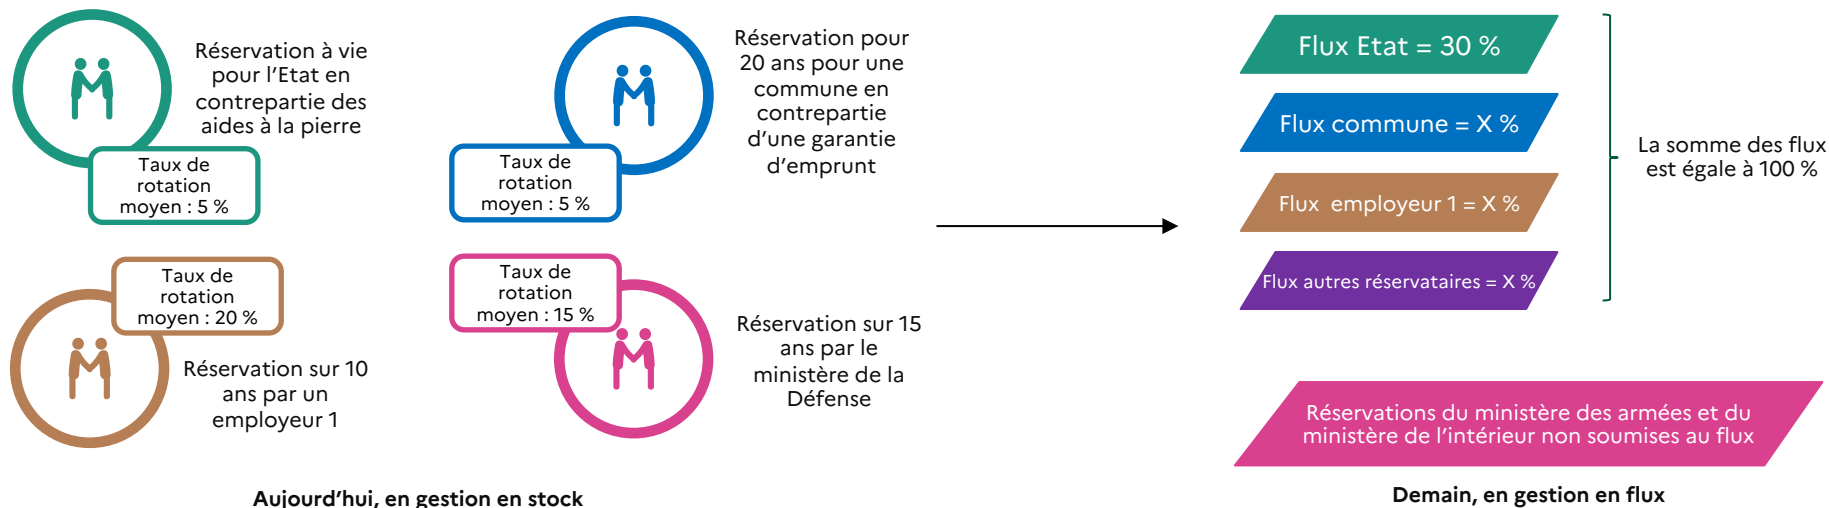 Réservation à vie
pour l’Etat en
contrepartie des
aides à la pierre
Taux de
rotation
moyen : 5 %
Réservation pour
20 ans pour une
commune en
contrepartie
d’une garantie
d’emprunt
Taux de
rotation
moyen : 5 %
Taux de
rotation
moyen : 20 %
Réservation sur 10
ans par un
employeur 1
Taux de
rotation
moyen : 15 %
Réservation sur 15
ans par le
ministère de la
Défense
Aujourd’hui, en gestion en stock
Flux Etat = 30 %
Flux commune = X %
Flux employeur 1 = X %
Flux autres réservataires = X %
La somme des flux
est égale à 100 %
Réservations du ministère des armées et du
ministère de l’intérieur non soumises au flux
Demain, en gestion en flux